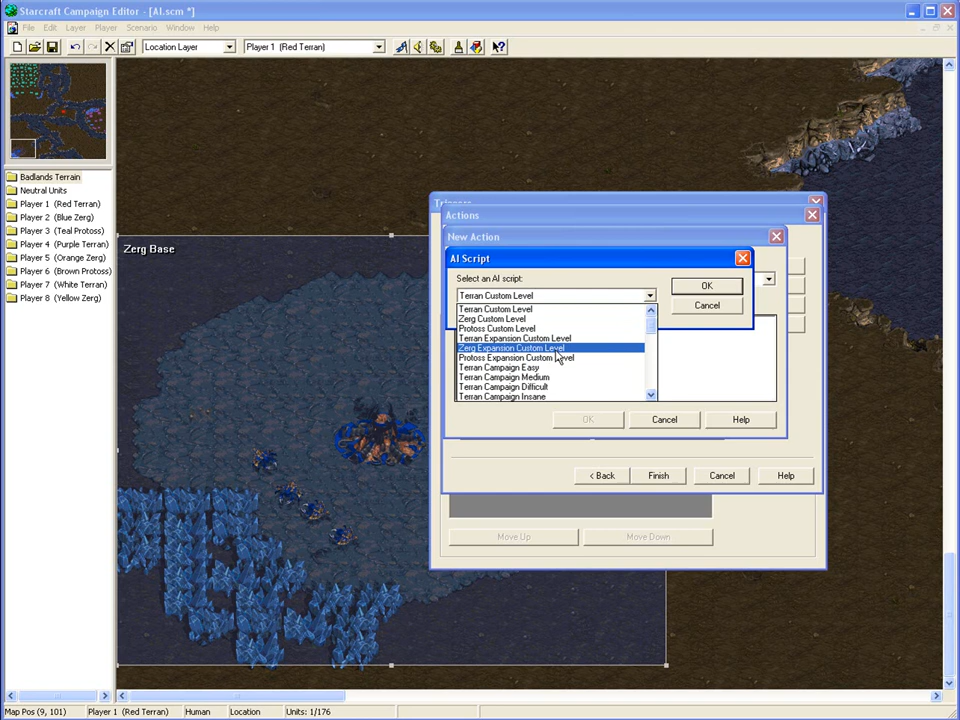 Starcraft Campaign Editor - [AI.scm *]
File Edit Layer Player Scenario Window Help
Location Layer
Player 1 (Red Terran)
Badlands Terrain
Neutral Units
Player 1 (Red Terran)
Player 2 (Blue Zerg)
Player 3 (Teal Protoss)
Player 4 (Purple Terran)
Player 5 (Orange Zerg)
Player 6 (Brown Protoss)
Player 7 (White Terran)
Player 8 (Yellow Zerg)
Zerg Base
Actions
New Action
AI Script
Select an AI script:
Terran Custom Level
OK
Cancel
Terran Custom Level
Zerg Custom Level
Protoss Custom Level
Terran Expansion Custom Level
Zerg Expansion Custom Level
Protoss Expansion Custom Level
Terran Campaign Easy
Terran Campaign Medium
Terran Campaign Difficult
Terran Campaign Insane
OK Cancel Help
< Back Finish Cancel Help
Move Up Move Down
Map Pos (9, 101) Player 1 (Red Terran) Human Location Units: 1/176